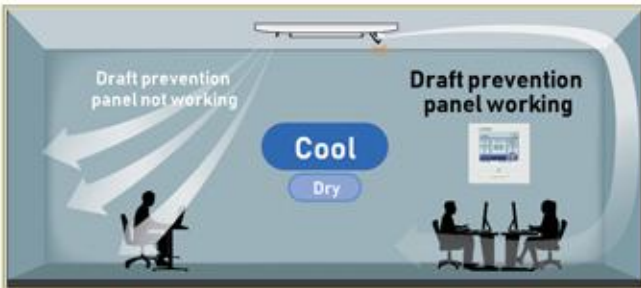 Draft prevention
panel not working
Draft prevention
panel working
Cool
Dry